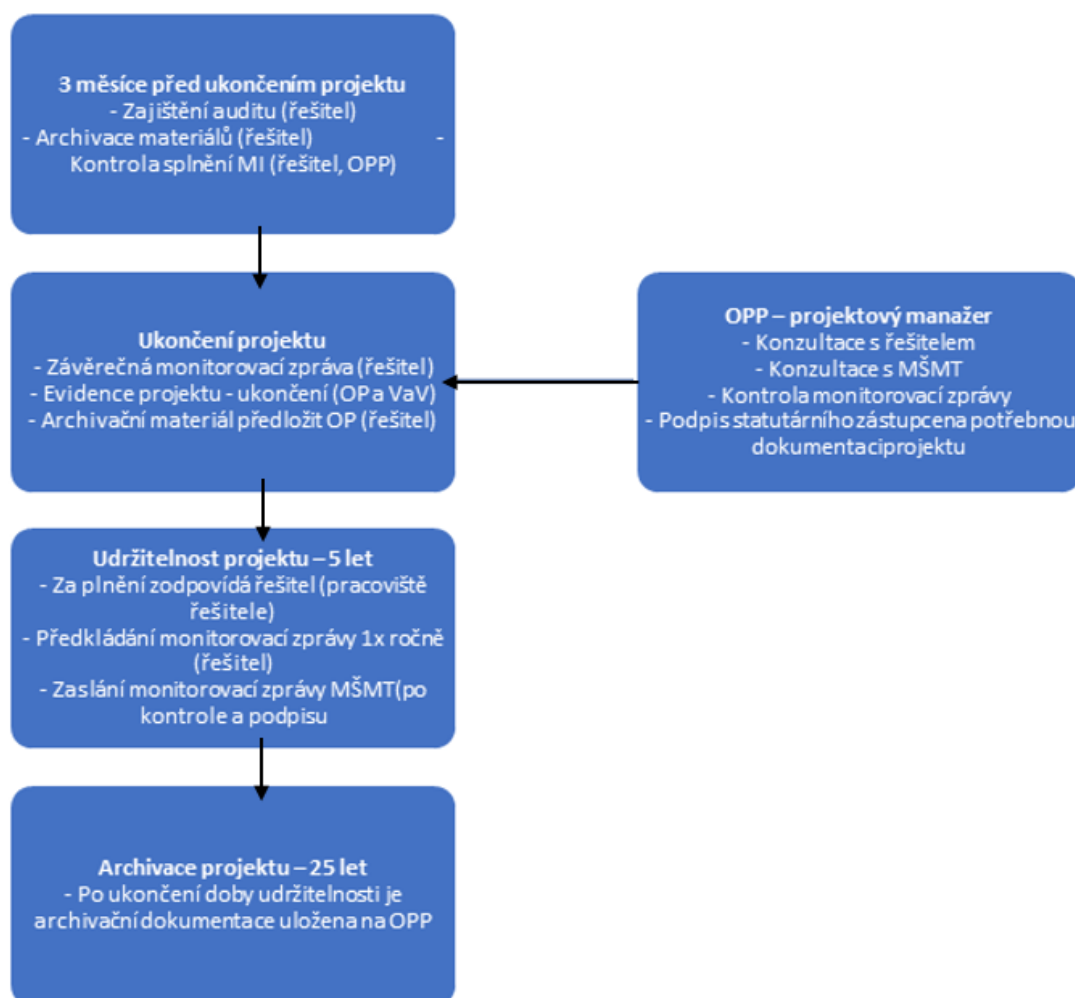 3 měsíce před ukončením projektu
- Zajištění auditu (řešitel)
- Archivace materiálů (řešitel) -
Kontrola splnění MI (řešitel, OPP)
Ukončení projektu
- Závěrečná monitorovací zpráva (řešitel)
- Evidence projektu - ukončení (OP a VaV)
- Archivační materiál předložit OP (řešitel)
OPP – projektový manažer
- Konzultace s řešitelem
- Konzultace s MŠMT
- Kontrola monitorovací zprávy
- Podpis statutárního zástupcena potřebnou
dokumentaciprojektu
Udržitelnost projektu – 5 let
- Za plnění zodpovídá řešitel (pracoviště
řešitele)
- Předkládání monitorovací zprávy 1x ročně
(řešitel)
- Zaslání monitorovací zprávy MŠMT(po
kontrole a podpisu
Archivace projektu – 25 let
- Po ukončení doby udržitelnosti je
archivační dokumentace uložena na OPP